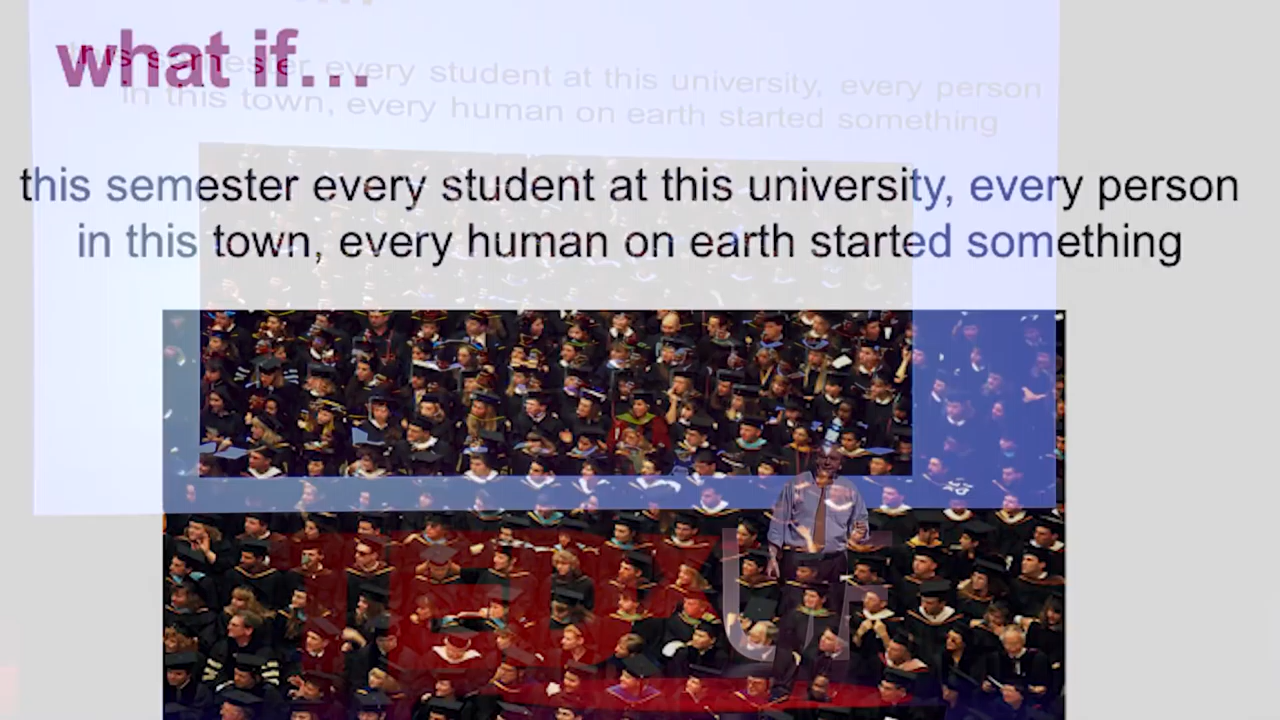 what if...
this semester every student at this university, every person
in this town, every human on earth started something
this semester every student at this university, every person
in this town, every human on earth started something
TEDx UF